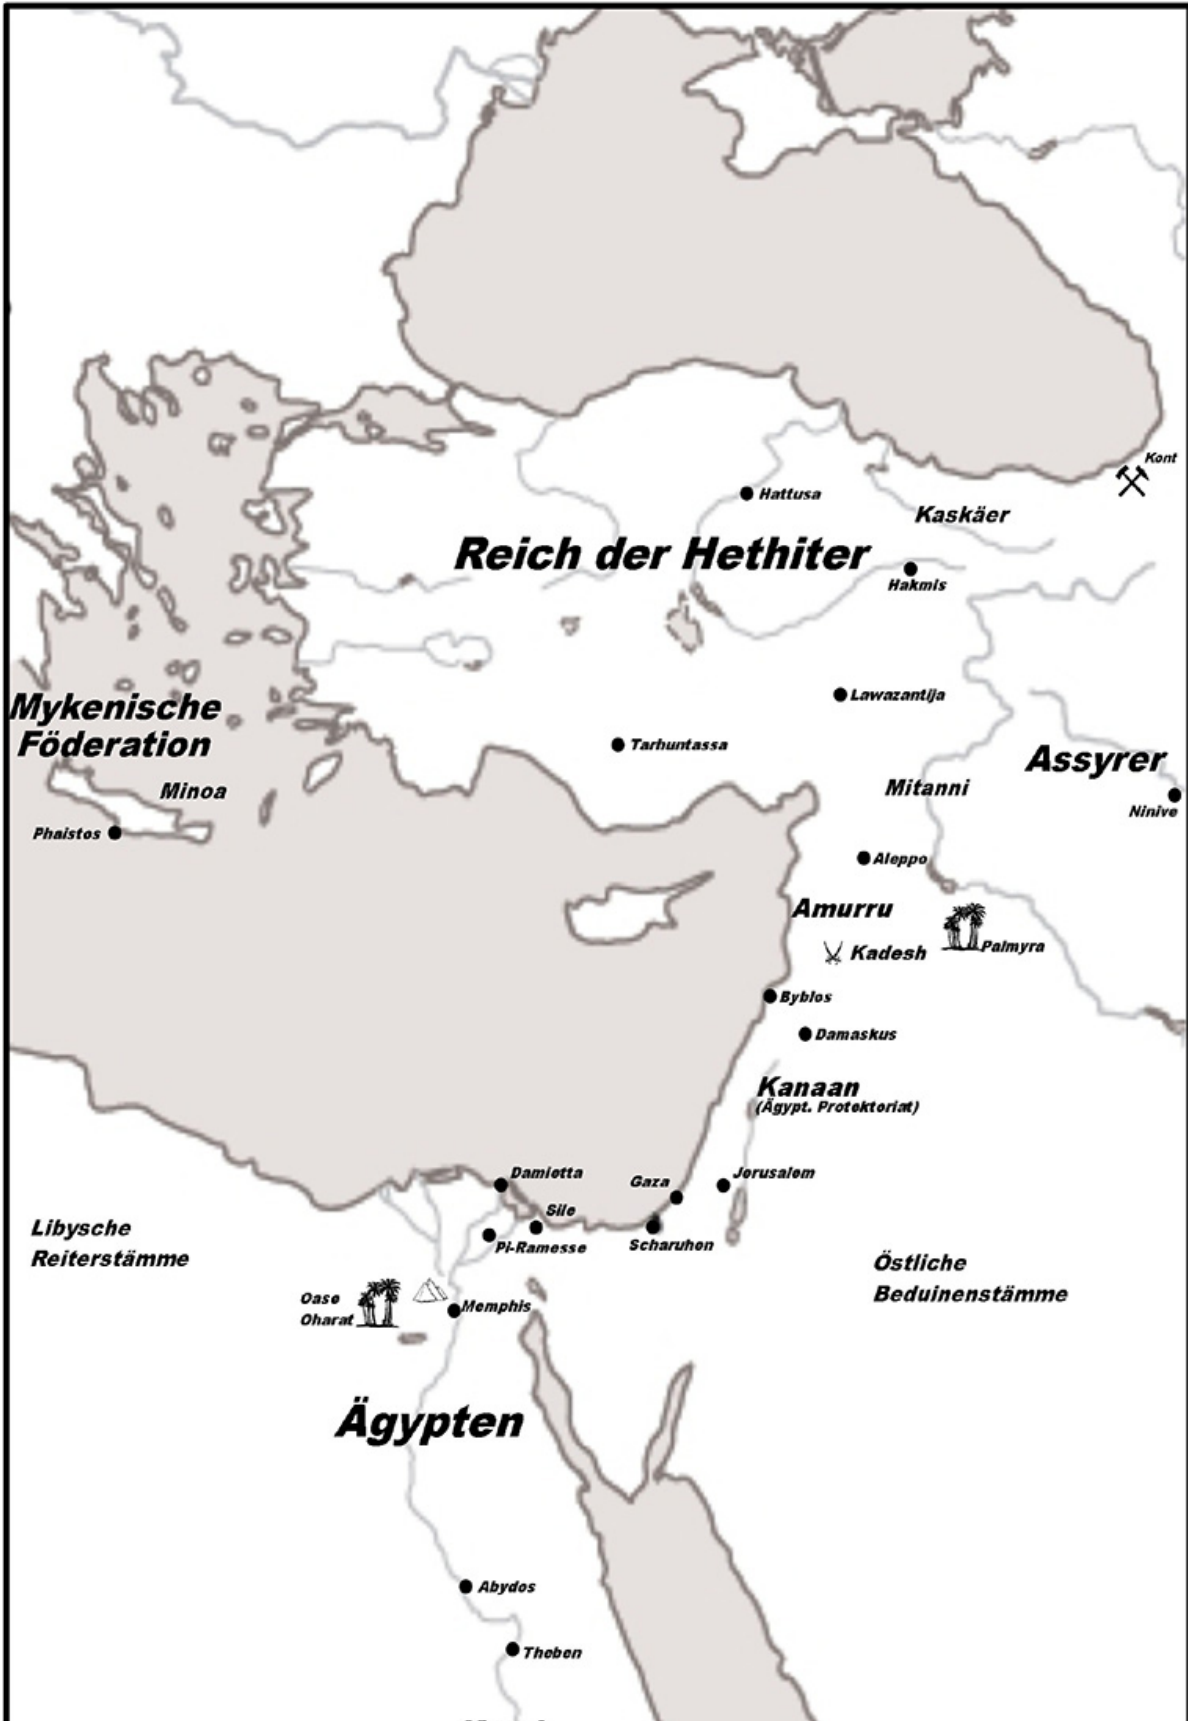 Kont
Hattusa
Kaskäer
Reich der Hethiter
Hakmis
Lawazantija
Mykenische
Föderation
Tarhuntassa
Assyrer
Minoa
Mitanni
Ninive
Phaistos
Aleppo
Amurru
Kadesh
Palmyra
Byblos
Damaskus
Kanaan
(Ägypt. Protektoriat)
Damietta
Gaza
Jerusalem
Sile
Libysche
Reiterstämme
Pi-Ramesse
Scharuhen
Östliche
Beduinenstämme
Oase
Oharat
Memphis
Ägypten
Abydos
Theben